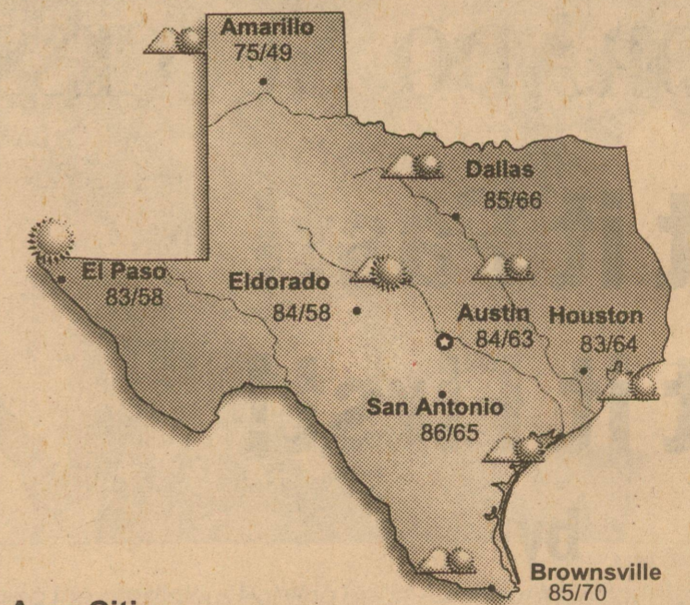 Amarillo
75/49
Dallas
85/66
El Paso
83/58
Eldorado
84/58
Austin
84/63
Houston
83/64
San Antonio
86/65
Brownsville
85/70